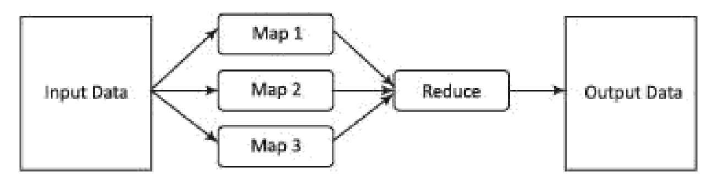 Input Data
Map 1
Map 2
Map 3
Reduce
Output Data